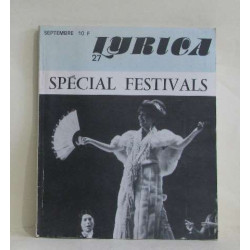 SEPTEMBRE 10 F
LYRICA
27
SPÉCIAL FESTIVALS